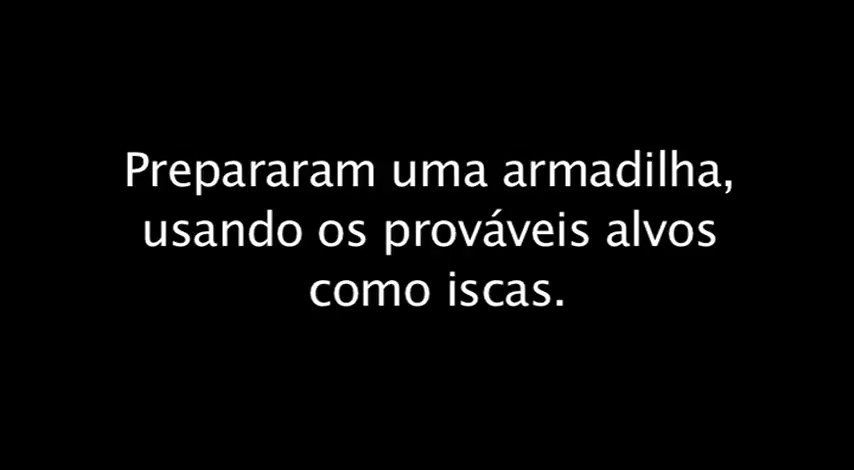 Prepararam uma armadilha,
usando os prováveis alvos
como iscas.